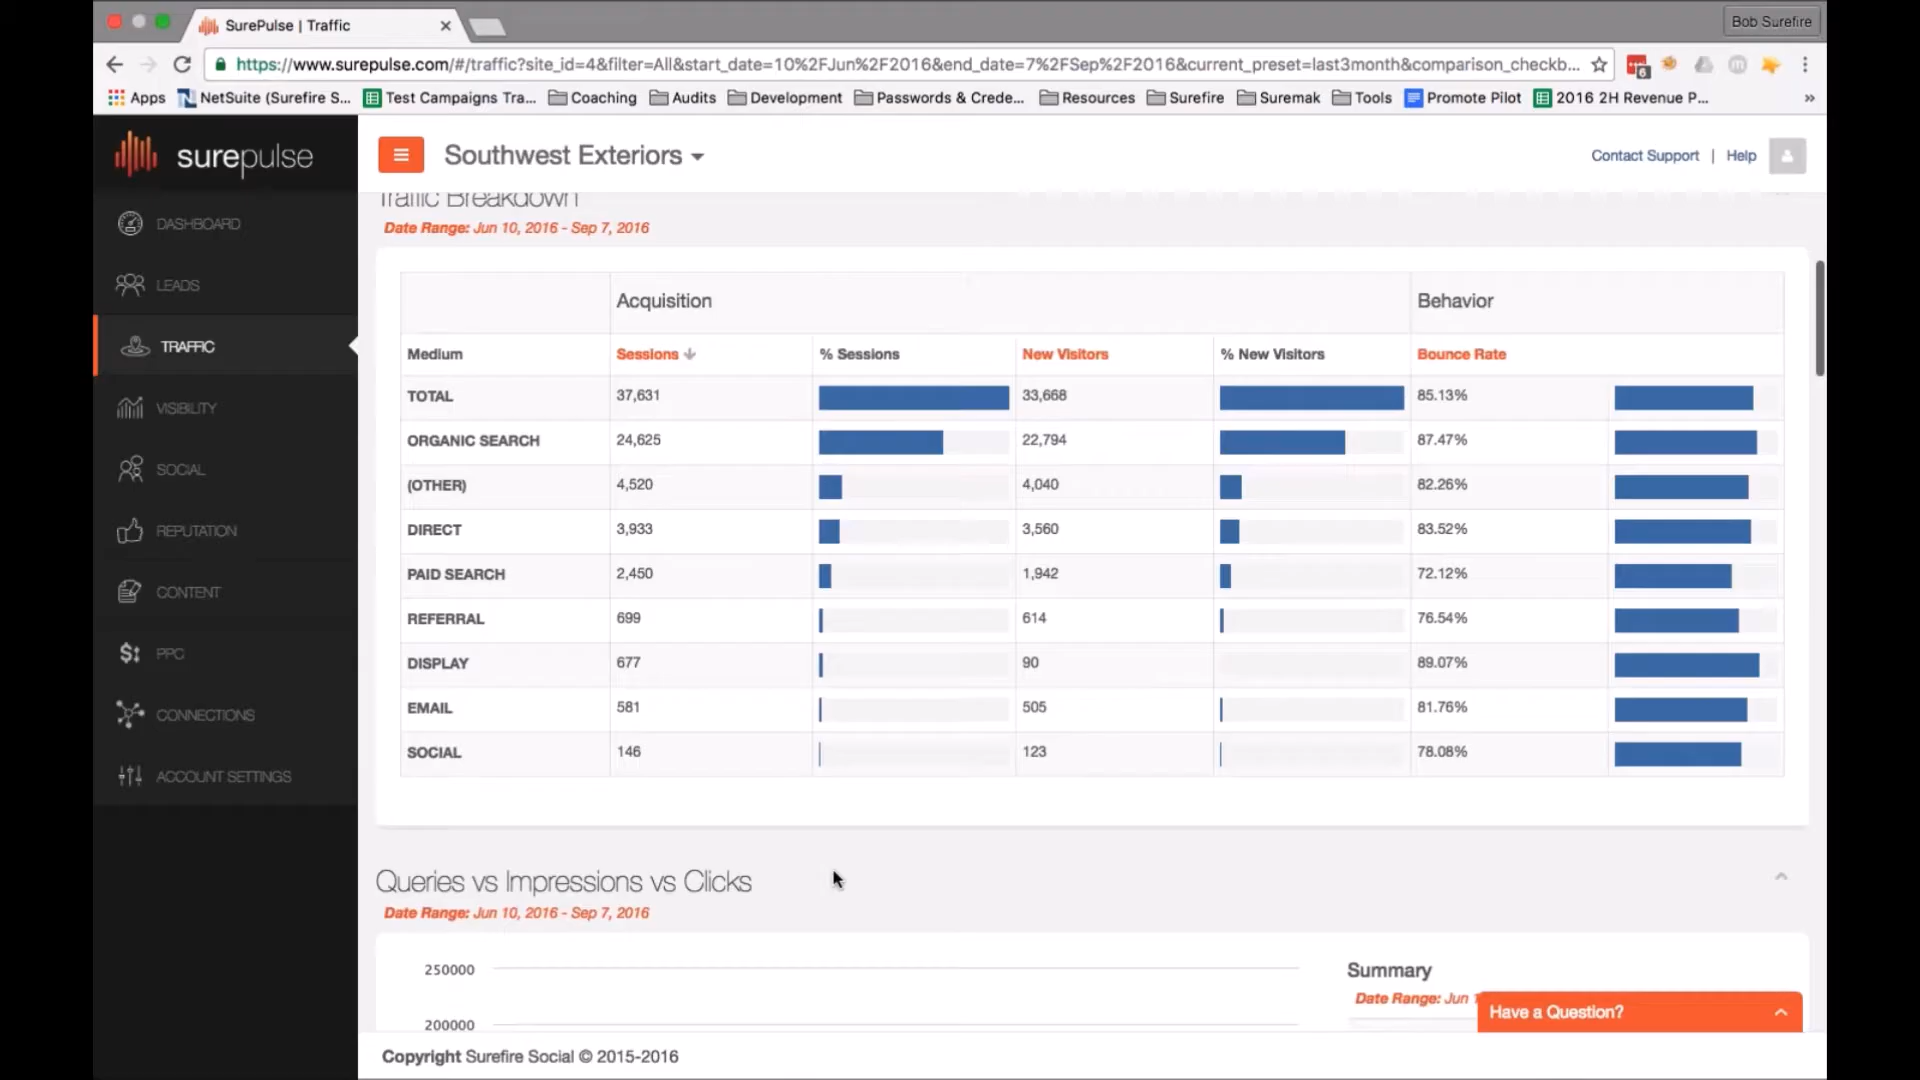 SurePulse | Traffic
Bob Surefire
https://www.surepulse.com/#/traffic?site_id=4&filter=All&start_date=10%2FJun%2F2016&end_date=7%2FSep%2F2016&current_preset=last3month&comparison_checkb...
6
Apps NetSuite (Surefire S... Test Campaigns Tra... Coaching Audits Development Passwords & Crede... Resources Surefire Suremak Tools Promote Pilot 2016 2H Revenue P... »
surepulse
Southwest Exteriors
Contact Support | Help
DASHBOARD
LEADS
TRAFFIC
VISIBILITY
SOCIAL
REPUTATION
CONTENT
PPC
CONNECTIONS
ACCOUNT SETTINGS
Traffic Breakdown
Date Range: Jun 10, 2016 - Sep 7, 2016
Acquisition Behavior
Medium Sessions % Sessions New Visitors % New Visitors Bounce Rate
TOTAL 37,631 33,668 85.13%
ORGANIC SEARCH 24,625 22,794 87.47%
(OTHER) 4,520 4,040 82.26%
DIRECT 3,933 3,560 83.52%
PAID SEARCH 2,450 1,942 72.12%
REFERRAL 699 614 76.54%
DISPLAY 677 90 89.07%
EMAIL 581 505 81.76%
SOCIAL 146 123 78.08%
Queries vs Impressions vs Clicks
Date Range: Jun 10, 2016 - Sep 7, 2016
250000
200000
Summary
Date Range: Jun
Have a Question?
Copyright Surefire Social © 2015-2016